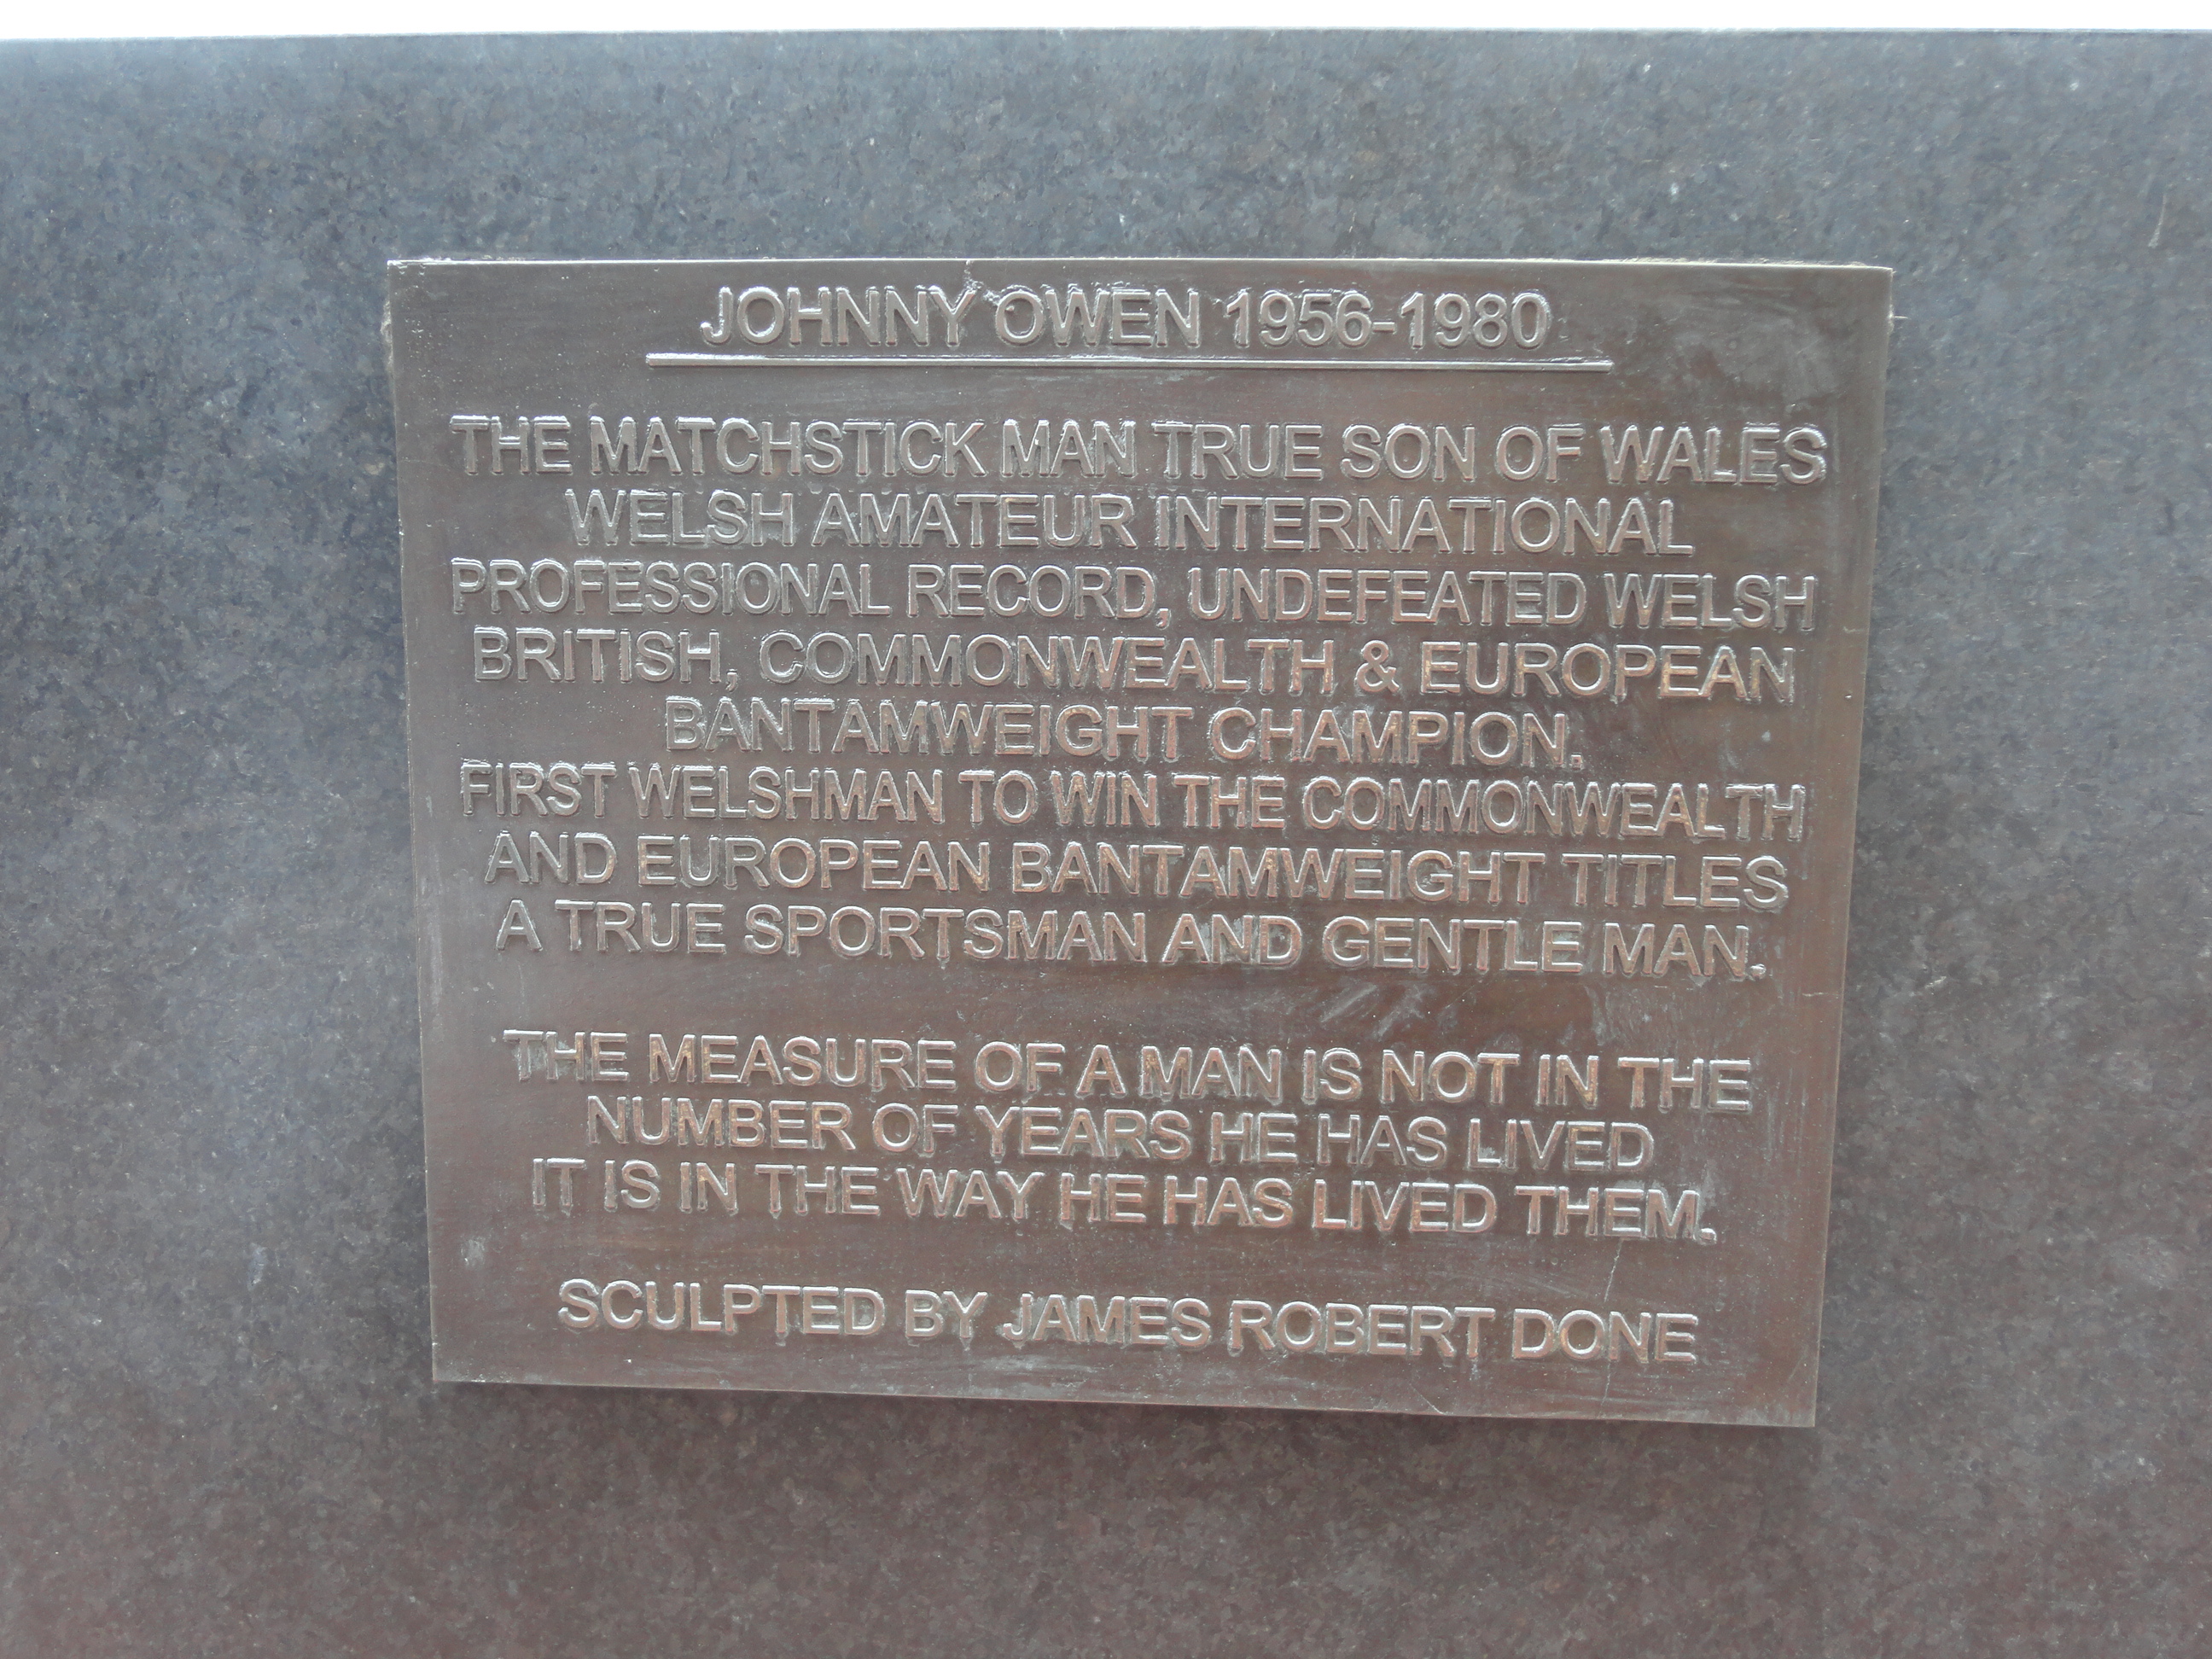 JOHNNY OWEN 1956-1980
THE MATCHSTICK MAN TRUE SON OF WALES
WELSH AMATEUR INTERNATIONAL
PROFESSIONAL RECORD, UNDEFEATED WELSH
BRITISH, COMMONWEALTH & EUROPEAN
BANTAMWEIGHT CHAMPION.
FIRST WELSHMAN TO WIN THE COMMONWEALTH
AND EUROPEAN BANTAMWEIGHT TITLES
A TRUE SPORTSMAN AND GENTLE MAN.
THE MEASURE OF A MAN IS NOT IN THE
NUMBER OF YEARS HE HAS LIVED
IT IS IN THE WAY HE HAS LIVED THEM.
SCULPTED BY JAMES ROBERT DONE